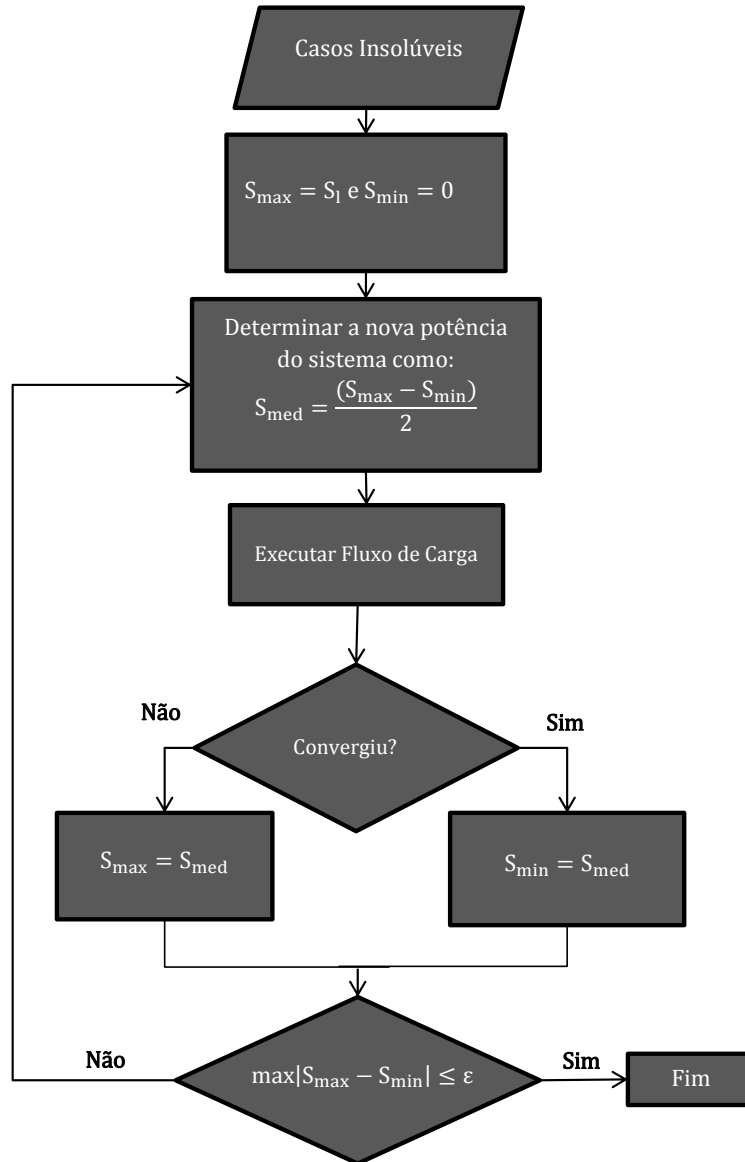 Casos Insolúveis
S_max = S_l e S_min = 0
Determinar a nova potência
do sistema como:
S_med = (S_max − S_min)/2
Executar Fluxo de Carga
Não
Sim
Convergiu?
S_max = S_med
S_min = S_med
Não
max|S_max − S_min| ≤ ε
Sim
Fim